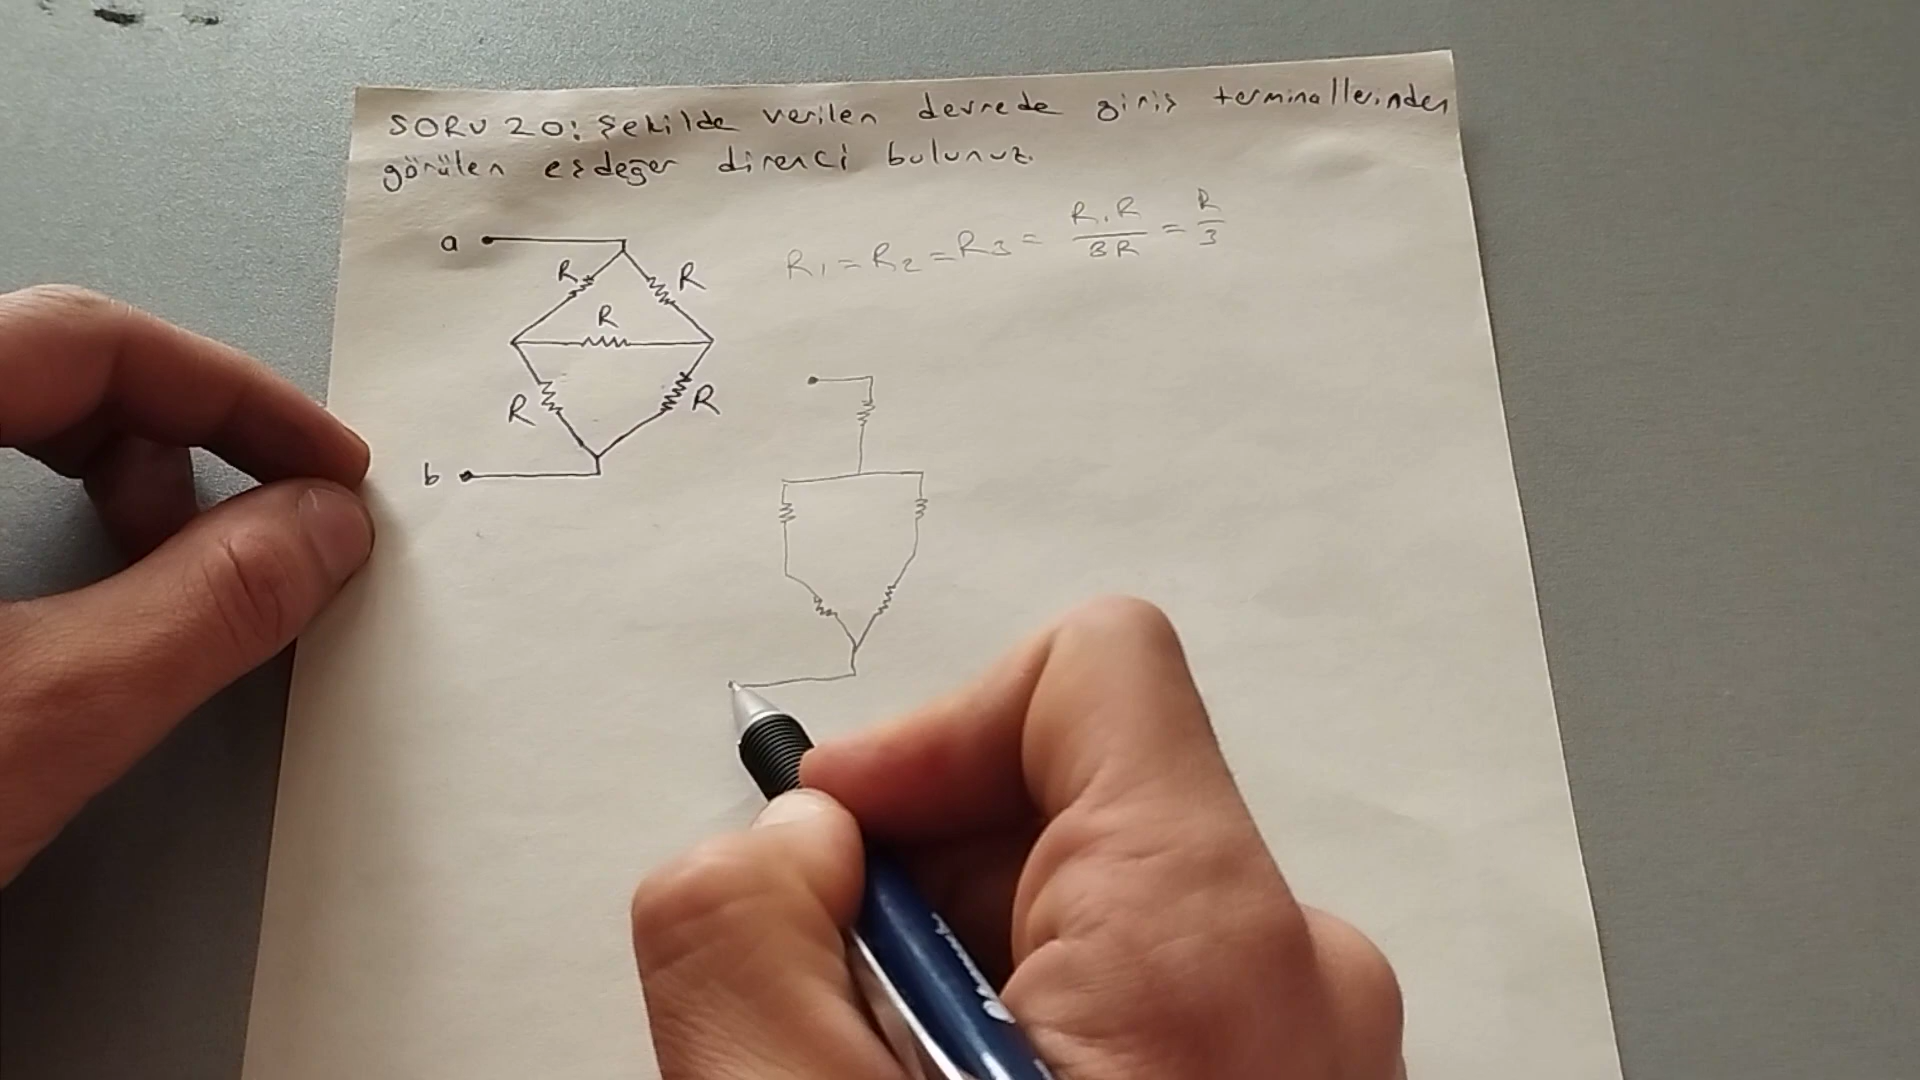 SORU 20: Şekilde verilen devrede giriş terminallerinden
görülen eşdeğer direnci bulunuz.
R1 = R2 = R3 = R.R / 3R = R / 3
a
R R
R
R R
b